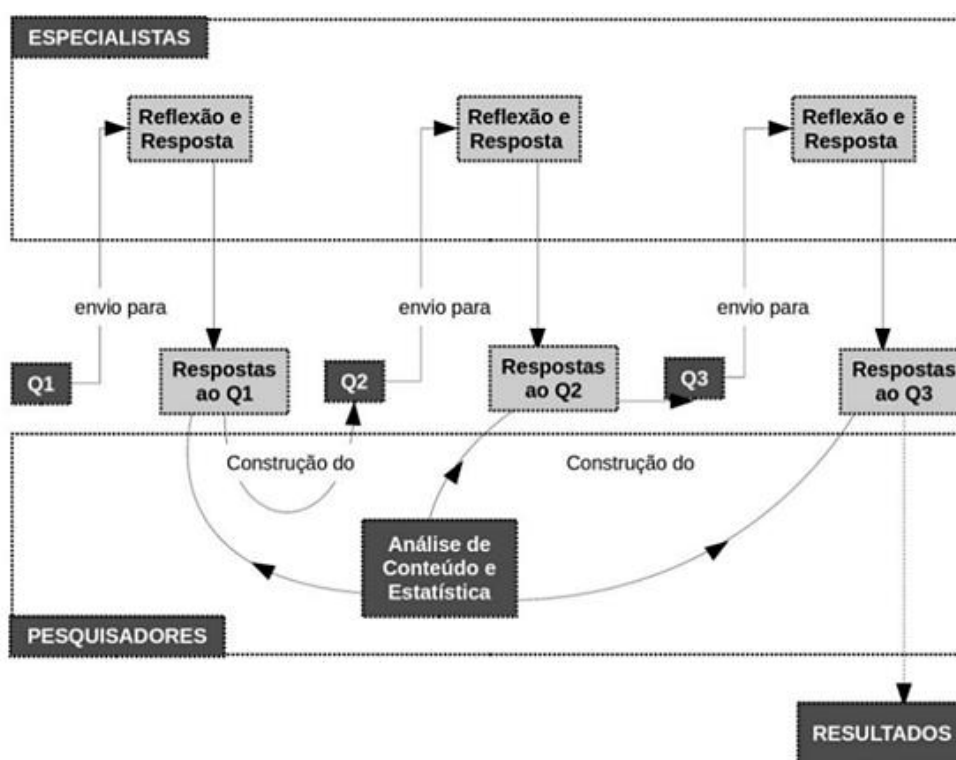 ESPECIALISTAS
Reflexão e
Resposta
Reflexão e
Resposta
Reflexão e
Resposta
envio para
envio para
envio para
Q1
Respostas
ao Q1
Q2
Respostas
ao Q2
Q3
Respostas
ao Q3
Construção do
Construção do
Análise de
Conteúdo e
Estatística
PESQUISADORES
RESULTADOS